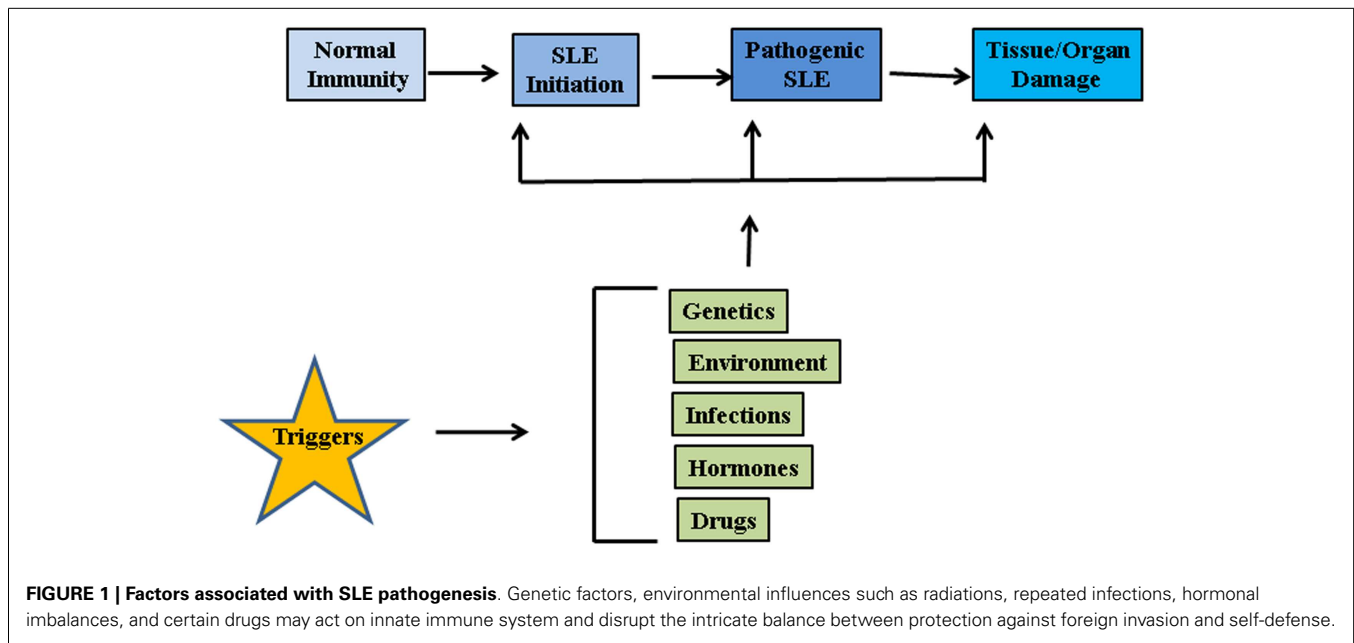 Normal
Immunity
SLE
Initiation
Pathogenic
SLE
Tissue/Organ
Damage
Genetics
Environment
Infections
Hormones
Drugs
Triggers
FIGURE 1 | Factors associated with SLE pathogenesis. Genetic factors, environmental influences such as radiations, repeated infections, hormonal
imbalances, and certain drugs may act on innate immune system and disrupt the intricate balance between protection against foreign invasion and self-defense.